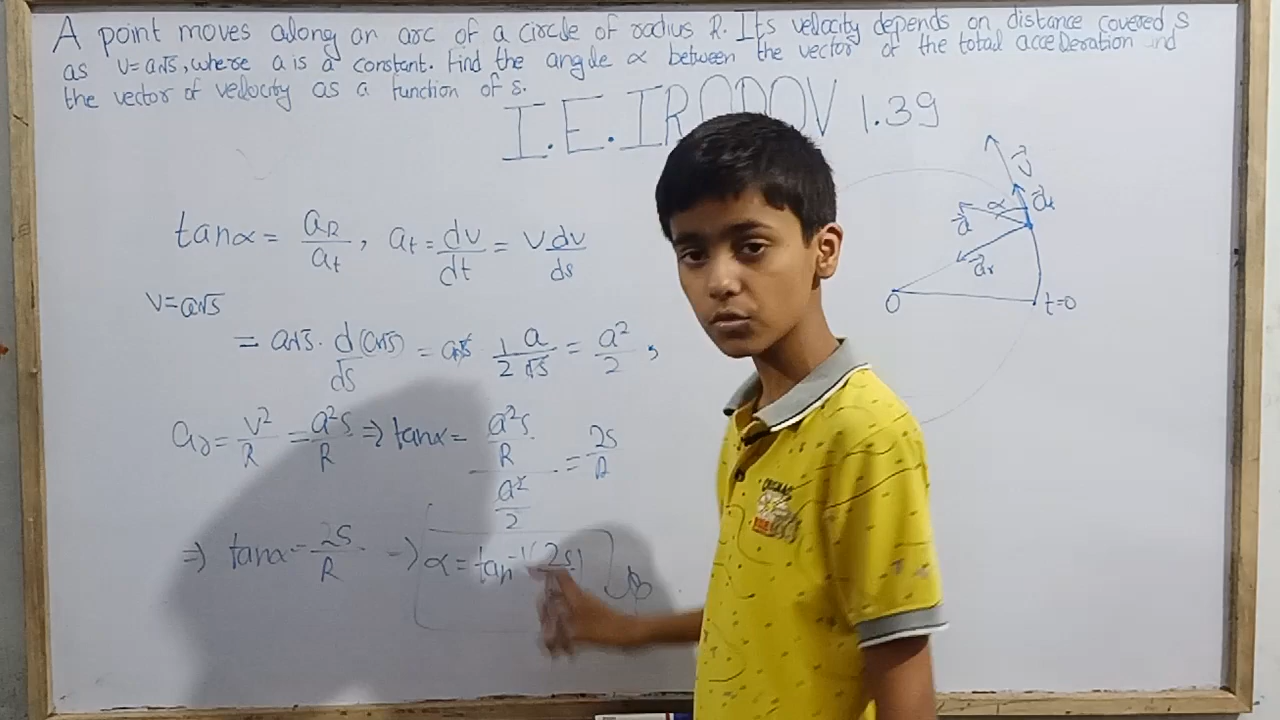 A point moves along an arc of a circle of radius R. Its velocity depends on distance covered s
as v=a√s, where a is a constant. Find the angle α between the vector of the total acceleration and
the vector of velocity as a function of s.
I.E. IRODOV 1.39
tanα = aR/at, at = dv/dt = v dv/ds
v=a√s
= a√s. d(a√s)/ds = a√s 1/2 a/√s = a²/2,
ar = v²/R = a²s/R ⇒ tanα = (a²s/R)/(a²/2) = 2s/R
⇒ tanα = 2s/R → α = tan⁻¹(2s
v
at
α
a
ar
O
t=0